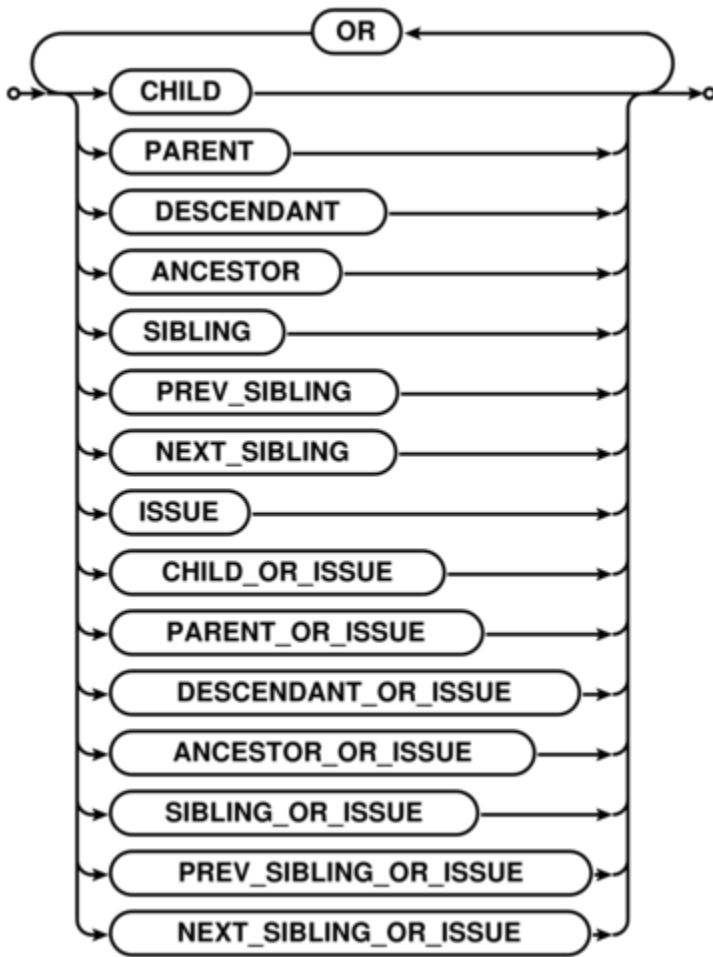 OR
CHILD
PARENT
DESCENDANT
ANCESTOR
SIBLING
PREV_SIBLING
NEXT_SIBLING
ISSUE
CHILD_OR_ISSUE
PARENT_OR_ISSUE
DESCENDANT_OR_ISSUE
ANCESTOR_OR_ISSUE
SIBLING_OR_ISSUE
PREV_SIBLING_OR_ISSUE
NEXT_SIBLING_OR_ISSUE